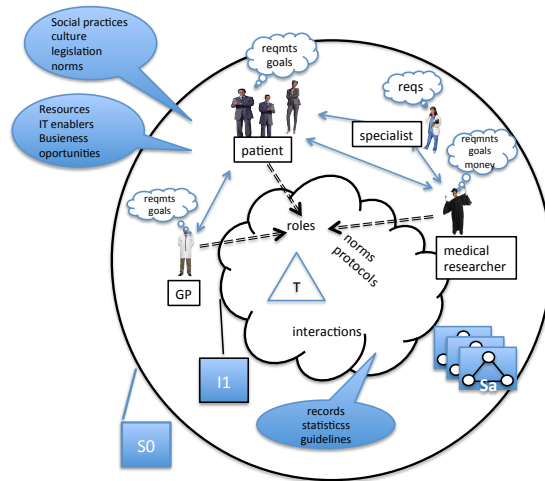 Social practices
culture
legislation
norms
reqmts
goals
reqs
Resources
IT enablers
Busieness
oportunities
specialist
patient
reqmnts
goals
money
reqmts
goals
roles
norms
protocols
medical
researcher
GP
T
interactions
I1
Sa
records
statisticss
guidelines
S0